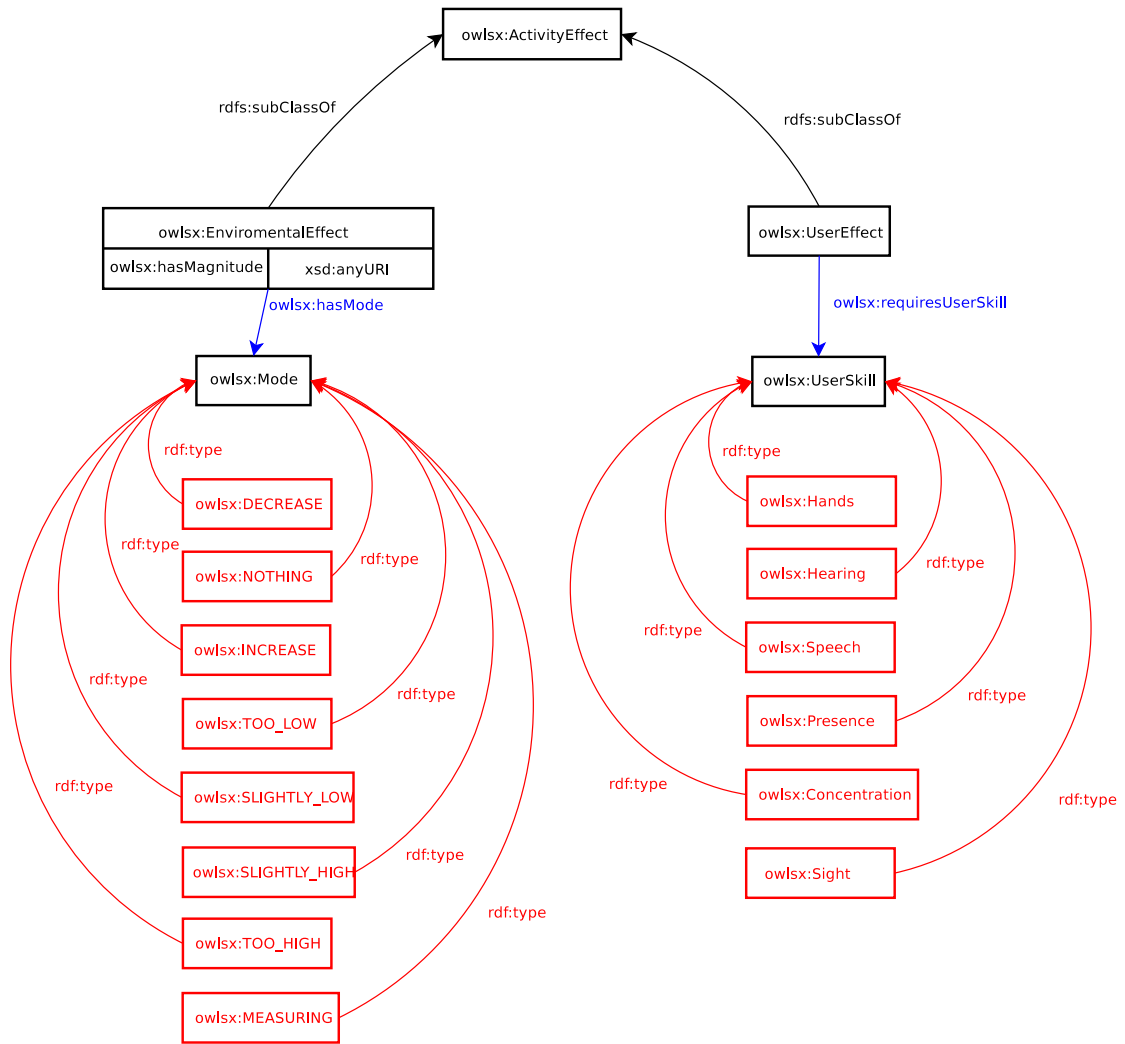 owlsx:ActivityEffect
rdfs:subClassOf
rdfs:subClassOf
owlsx:EnviromentalEffect
owlsx:hasMagnitude
xsd:anyURI
owlsx:UserEffect
owlsx:hasMode
owlsx:requiresUserSkill
owlsx:Mode
owlsx:UserSkill
rdf:type
owlsx:DECREASE
rdf:type
owlsx:NOTHING
rdf:type
owlsx:INCREASE
rdf:type
owlsx:TOO_LOW
rdf:type
rdf:type
owlsx:SLIGHTLY_LOW
rdf:type
owlsx:SLIGHTLY_HIGH
rdf:type
owlsx:TOO_HIGH
owlsx:MEASURING
rdf:type
owlsx:Hands
owlsx:Hearing
rdf:type
rdf:type
owlsx:Speech
owlsx:Presence
rdf:type
rdf:type
owlsx:Concentration
rdf:type
owlsx:Sight